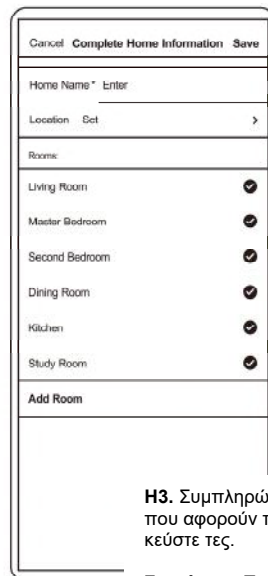 Cancel Complete Home Information Save
Home Name* Enter
Location Set >
Rooms:
Living Room
Master Bedroom
Second Bedroom
Dining Room
Kitchen
Study Room
Add Room
H3. Συμπληρώ
που αφορούν τ
κεύστε τες.